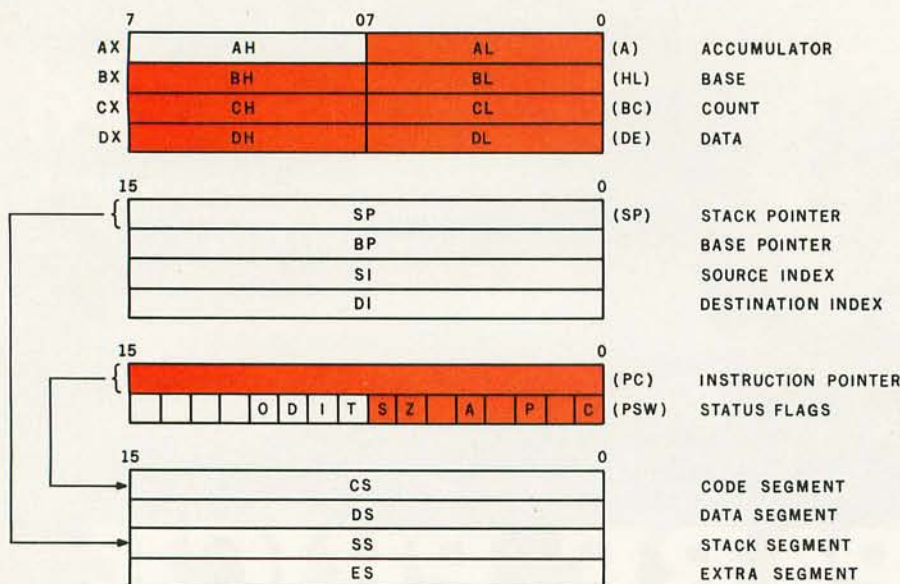 7 07 0
AX AH AL (A) ACCUMULATOR
BX BH BL (HL) BASE
CX CH CL (BC) COUNT
DX DH DL (DE) DATA
15 0
SP (SP) STACK POINTER
BP BASE POINTER
SI SOURCE INDEX
DI DESTINATION INDEX
15 0
(PC) INSTRUCTION POINTER
O D I T S Z A P C (PSW) STATUS FLAGS
15 0
CS CODE SEGMENT
DS DATA SEGMENT
SS STACK SEGMENT
ES EXTRA SEGMENT